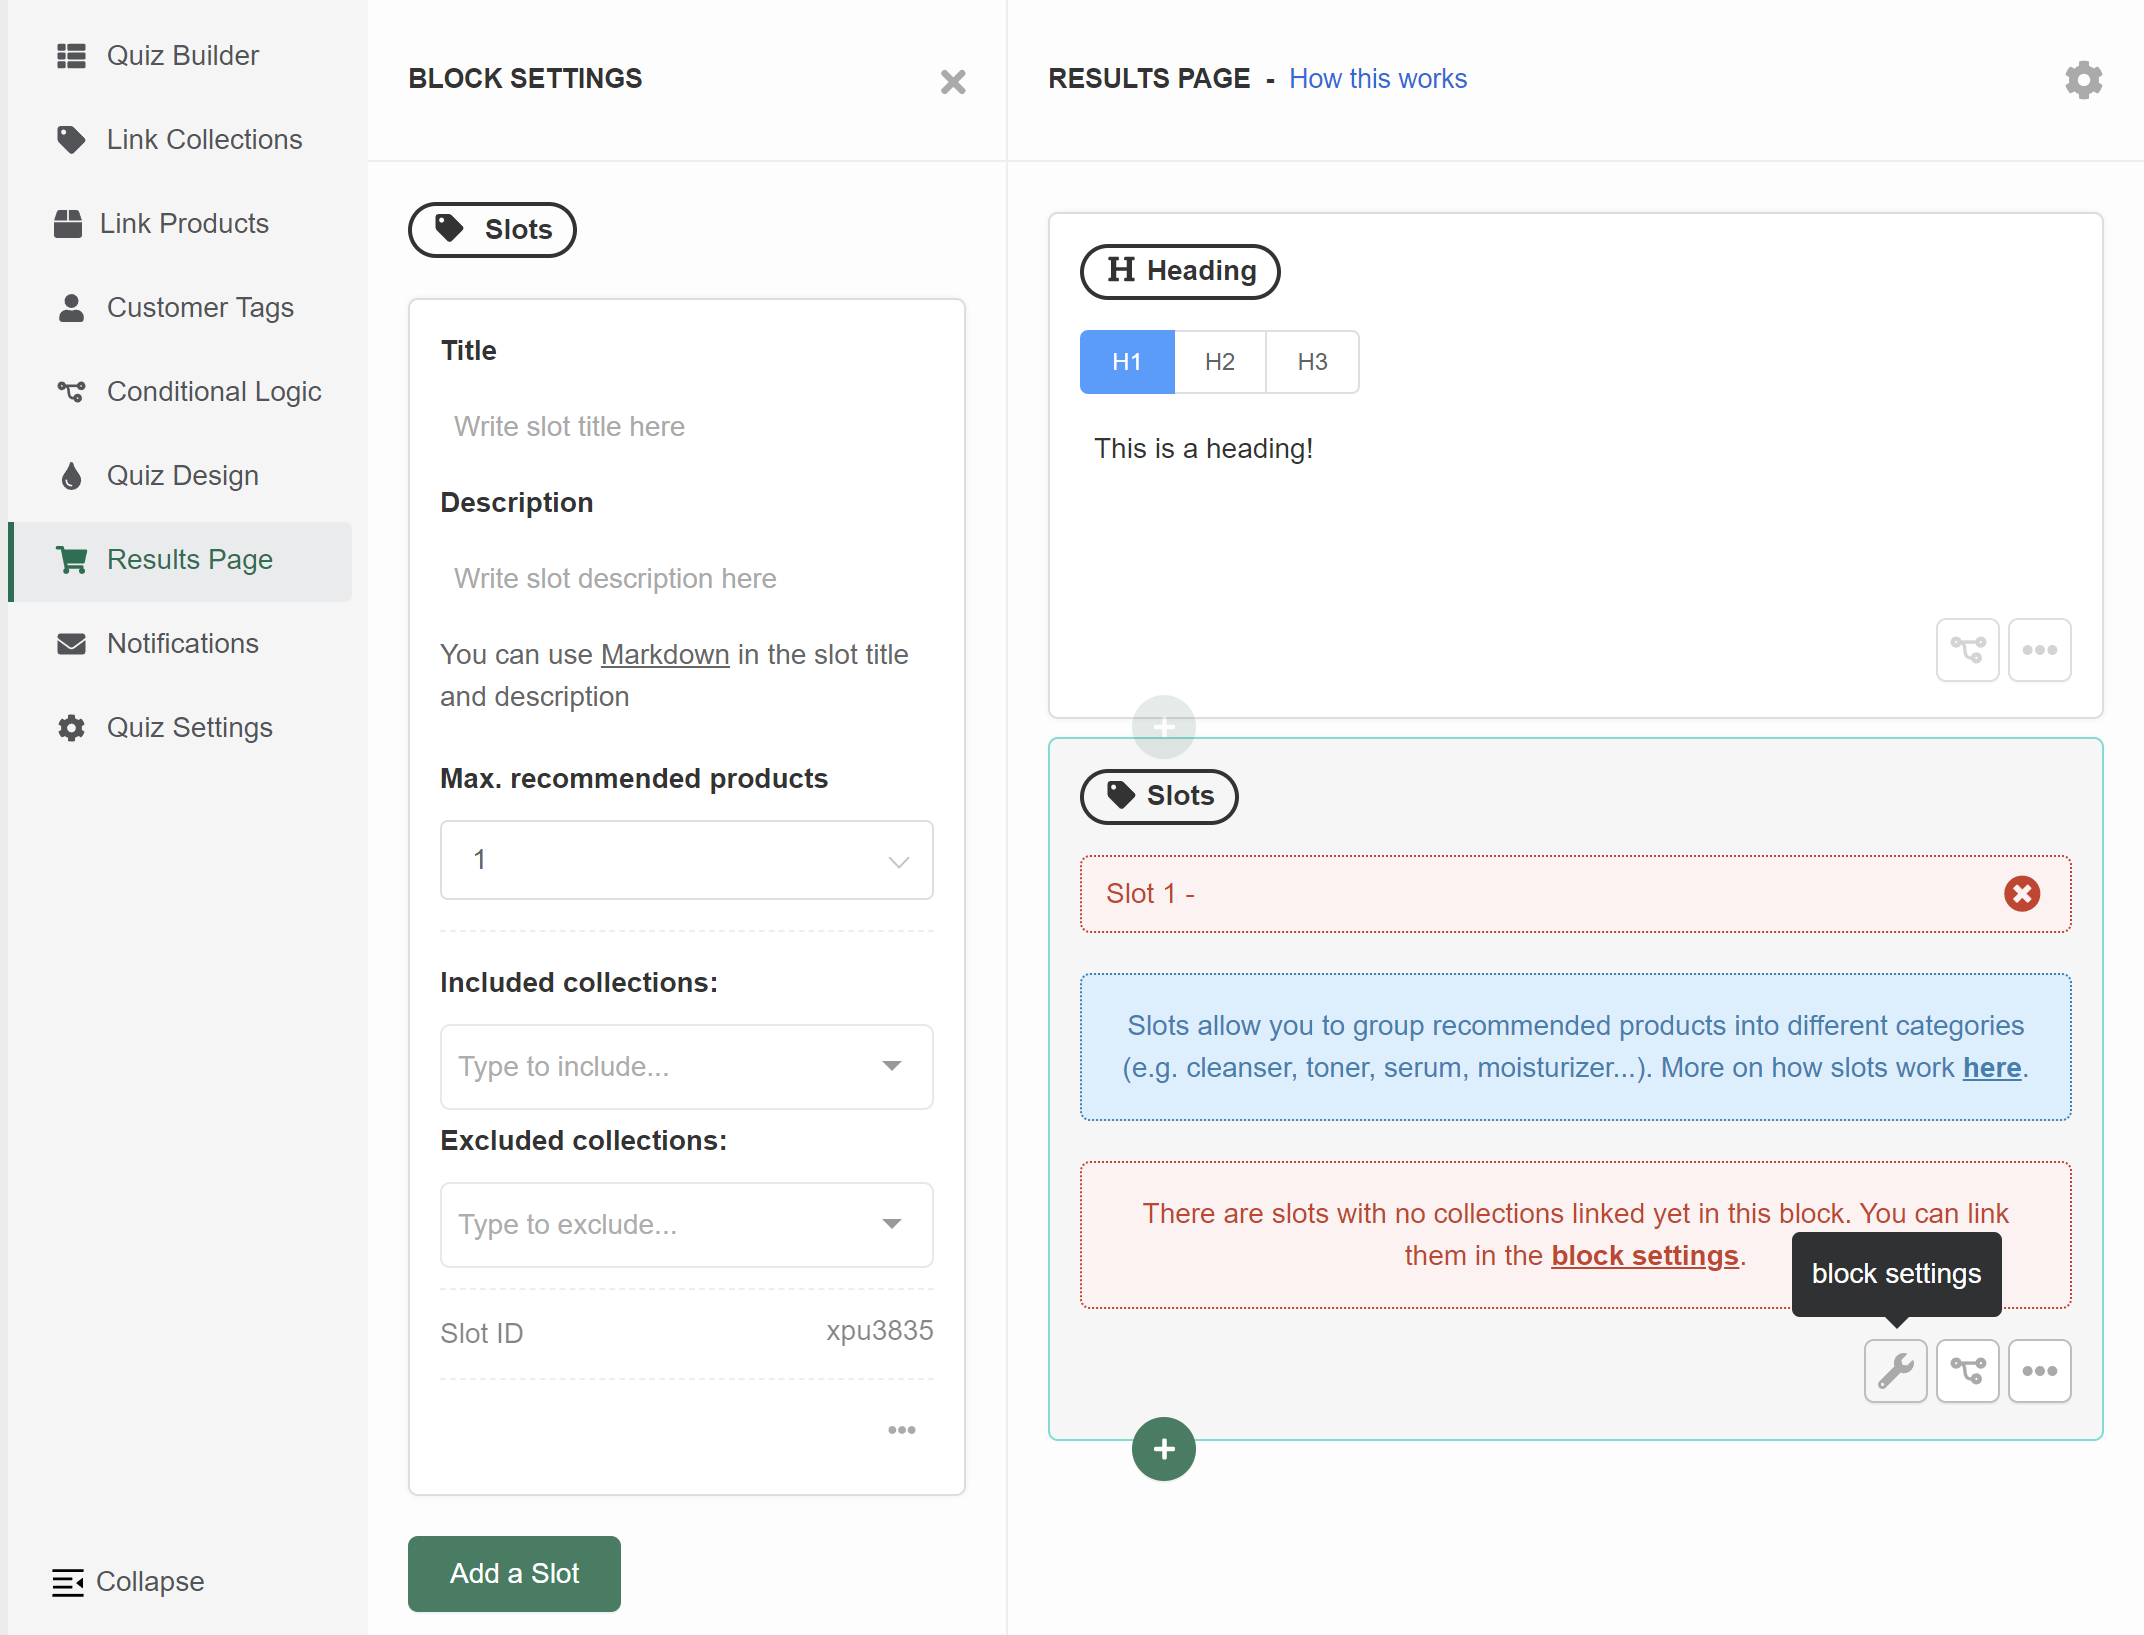 Quiz Builder
Link Collections
Link Products
Customer Tags
Conditional Logic
Quiz Design
Results Page
Notifications
Quiz Settings
Collapse
BLOCK SETTINGS
Slots
Title
Write slot title here
Description
Write slot description here
You can use Markdown in the slot title
and description
Max. recommended products
1
Included collections:
Type to include...
Excluded collections:
Type to exclude...
Slot ID
xpu3835
Add a Slot
RESULTS PAGE - How this works
H Heading
H1 H2 H3
This is a heading!
Slots
Slot 1 -
Slots allow you to group recommended products into different categories
(e.g. cleanser, toner, serum, moisturizer...). More on how slots work here.
There are slots with no collections linked yet in this block. You can link
them in the block settings.
block settings